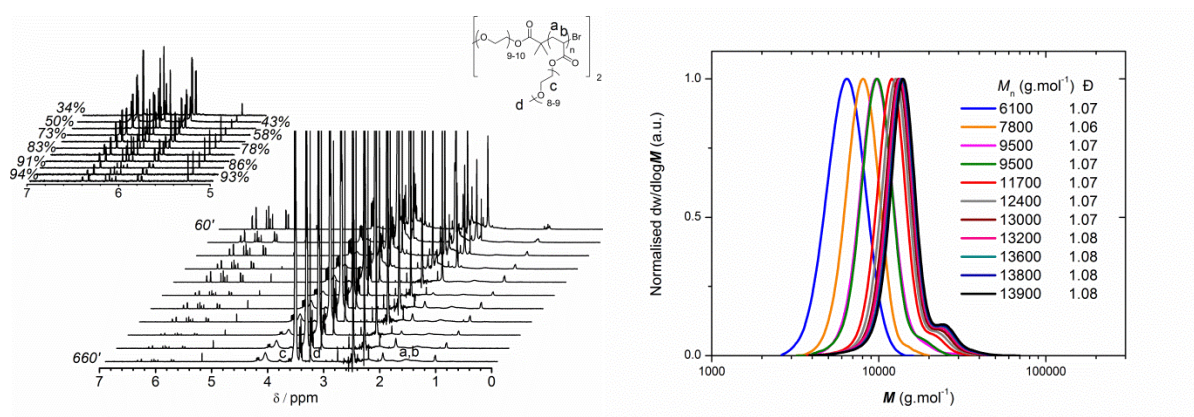 O
a
b
Br
O
O
9-10
n
O
O
2
c
O
d
8-9
34%
50%
43%
73%
58%
83%
78%
91%
86%
94%
93%
7
6
5
60'
660'
c
d
a,b
7
6
5
4
3
2
1
0
δ / ppm
Normalised dw/dlogM (a.u.)
1.0
0.5
0.0
Mn (g.mol-1) Đ
6100 1.07
7800 1.06
9500 1.07
9500 1.07
11700 1.07
12400 1.07
13000 1.07
13200 1.08
13600 1.08
13800 1.08
13900 1.08
1000
10000
100000
M (g.mol-1)